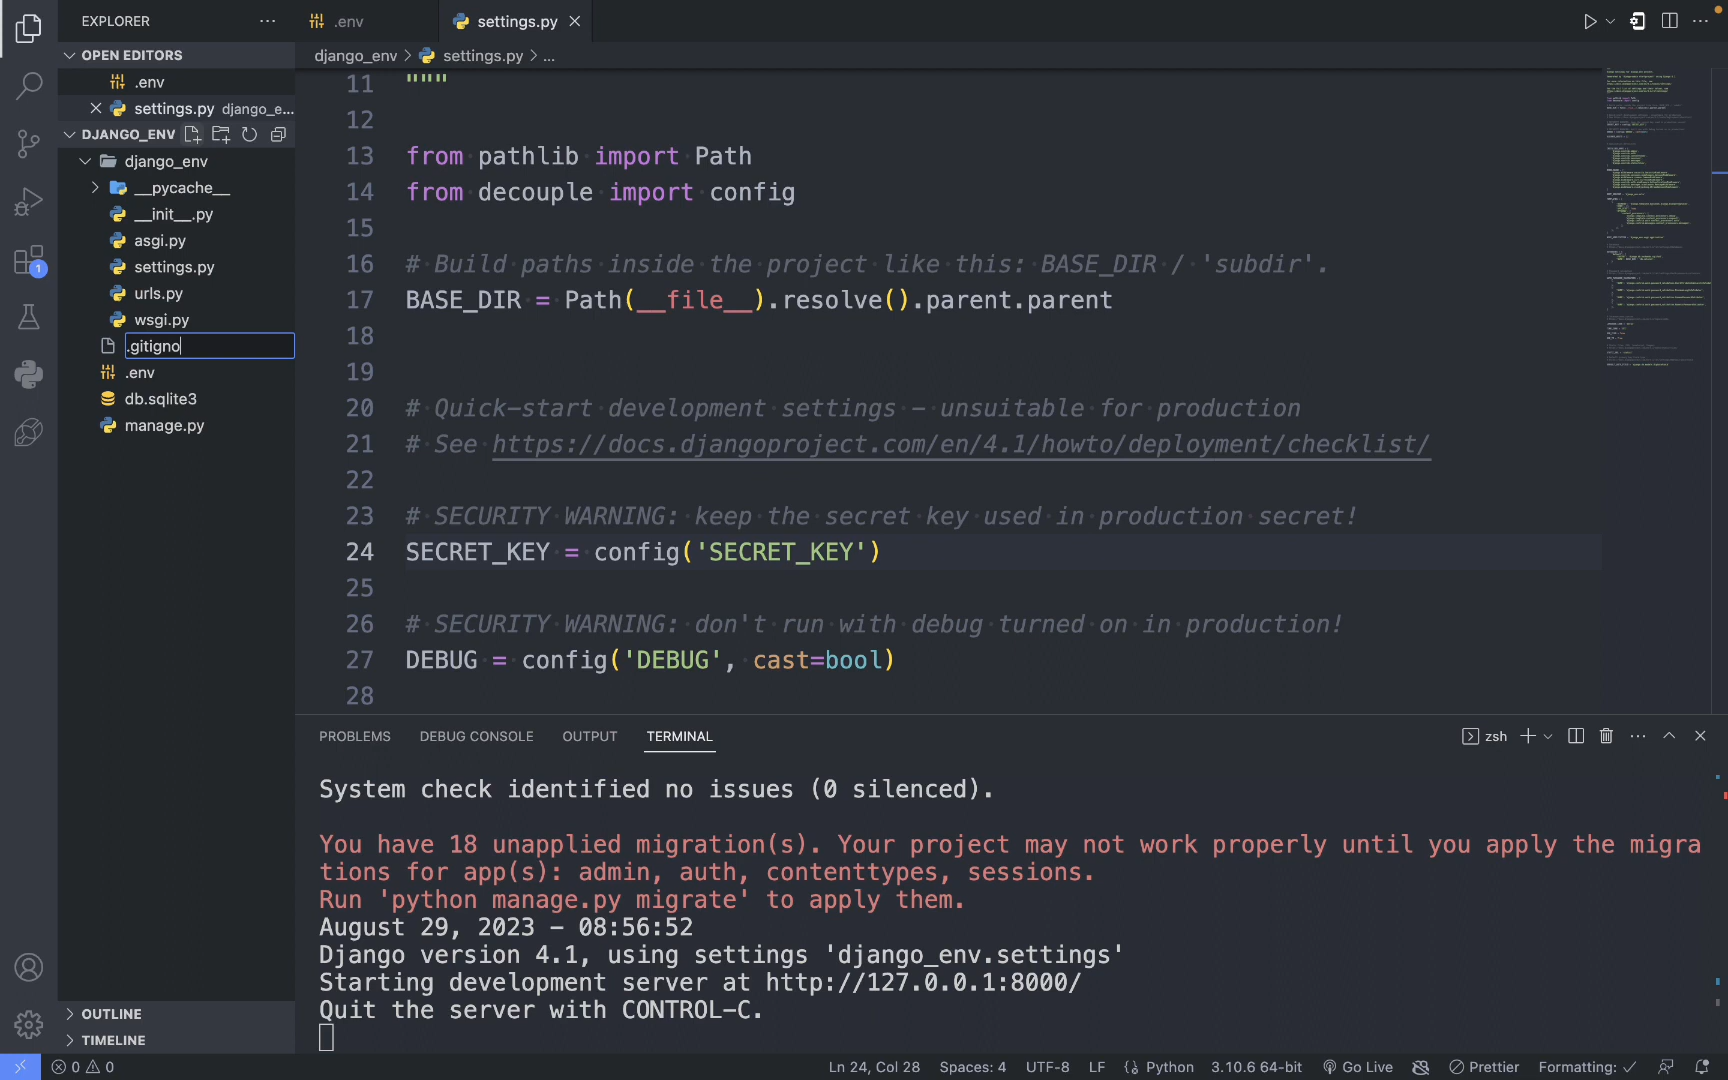 EXPLORER
.env
settings.py
OPEN EDITORS
.env
settings.py django_e...
DJANGO_ENV
django_env
__pycache__
__init__.py
asgi.py
settings.py
urls.py
wsgi.py
.gitigno
.env
db.sqlite3
manage.py
OUTLINE
TIMELINE
1
django_env > settings.py > ...
11 """
12
13 from pathlib import Path
14 from decouple import config
15
16 # Build paths inside the project like this: BASE_DIR / 'subdir'.
17 BASE_DIR = Path(__file__).resolve().parent.parent
18
19
20 # Quick-start development settings - unsuitable for production
21 # See https://docs.djangoproject.com/en/4.1/howto/deployment/checklist/
22
23 # SECURITY WARNING: keep the secret key used in production secret!
24 SECRET_KEY = config('SECRET_KEY')
25
26 # SECURITY WARNING: don't run with debug turned on in production!
27 DEBUG = config('DEBUG', cast=bool)
28
PROBLEMS DEBUG CONSOLE OUTPUT TERMINAL
zsh
System check identified no issues (0 silenced).
You have 18 unapplied migration(s). Your project may not work properly until you apply the migra
tions for app(s): admin, auth, contenttypes, sessions.
Run 'python manage.py migrate' to apply them.
August 29, 2023 - 08:56:52
Django version 4.1, using settings 'django_env.settings'
Starting development server at http://127.0.0.1:8000/
Quit the server with CONTROL-C.
0 0 Ln 24, Col 28 Spaces: 4 UTF-8 LF Python 3.10.6 64-bit Go Live Prettier Formatting: ✓